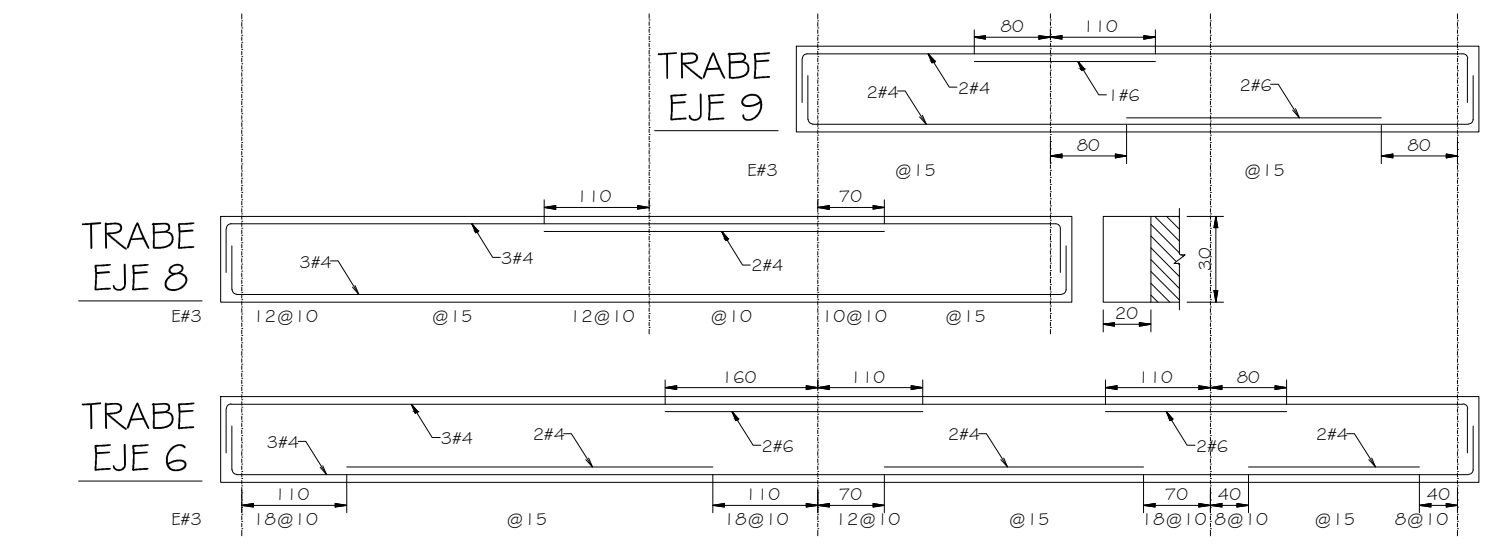 80 110
TRABE
EJE 9
2#4 2#4 1#6 2#6
80 80
E#3 @15 @15
110 70
TRABE
EJE 8
3#4 3#4 2#4 30
E#3 12@10 @15 12@10 @10 10@10 @15 20
160 110 110 80
TRABE
EJE 6
3#4 3#4 2#4 2#6 2#4 2#6 2#4
110 110 70 70 40 40
E#3 18@10 @15 18@10 12@10 @15 18@10 8@10 @15 8@10